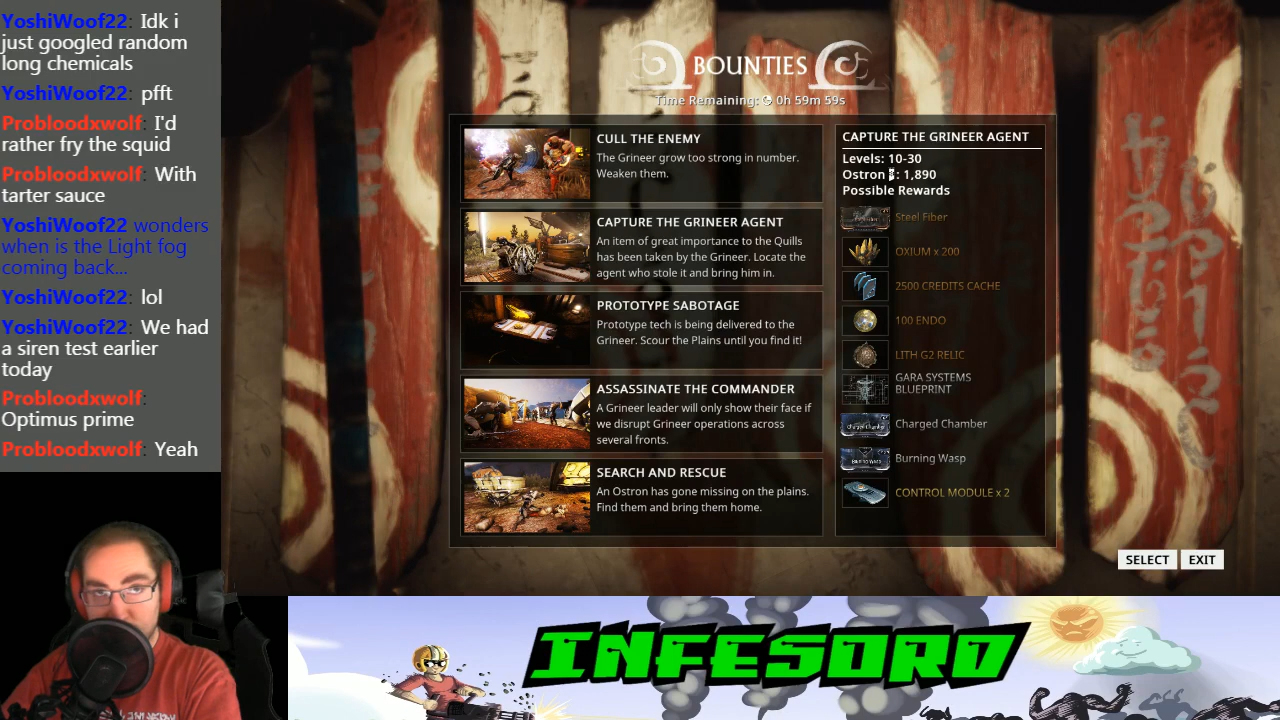 YoshiWoof22: Idk i
just googled random
long chemicals
YoshiWoof22: pfft
Probloodxwolf: I'd
rather fry the squid
Probloodxwolf: With
tarter sauce
YoshiWoof22 wonders
when is the Light fog
coming back...
YoshiWoof22: lol
YoshiWoof22: We had
a siren test earlier
today
Probloodxwolf:
Optimus prime
Probloodxwolf: Yeah
BOUNTIES
Time Remaining: 0h 59m 59s
CULL THE ENEMY
The Grineer grow too strong in number.
Weaken them.
CAPTURE THE GRINEER AGENT
An item of great importance to the Quills
has been taken by the Grineer. Locate the
agent who stole it and bring him in.
PROTOTYPE SABOTAGE
Prototype tech is being delivered to the
Grineer. Scour the Plains until you find it!
ASSASSINATE THE COMMANDER
A Grineer leader will only show their face if
we disrupt Grineer operations across
several fronts.
SEARCH AND RESCUE
An Ostron has gone missing on the plains.
Find them and bring them home.
CAPTURE THE GRINEER AGENT
Levels: 10-30
Ostron : 1,890
Possible Rewards
Steel Fiber
OXIUM x 200
2500 CREDITS CACHE
100 ENDO
LITH G2 RELIC
GARA SYSTEMS
BLUEPRINT
Charged Chamber
Burning Wasp
CONTROL MODULE x 2
SELECT EXIT
INFESORO